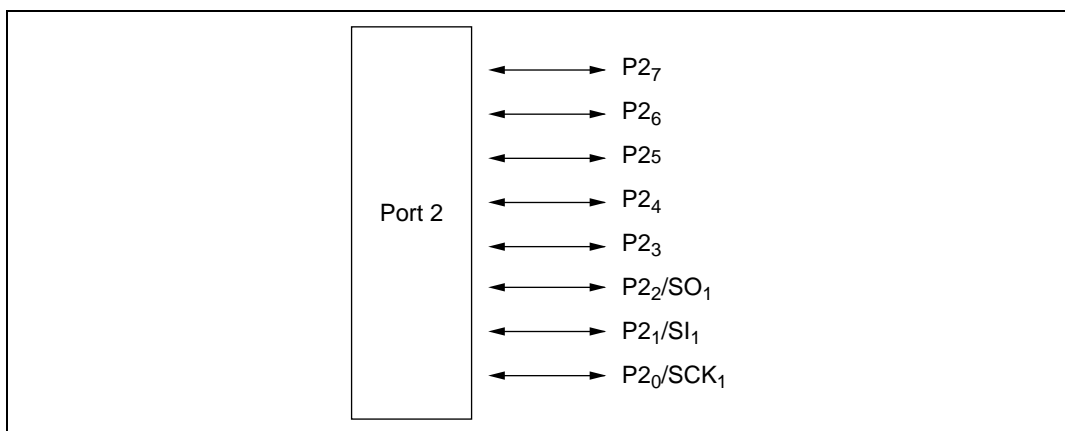 Port 2
P2₇
P2₆
P25
P2₄
P2₃
P2₂/SO₁
P2₁/SI₁
P2₀/SCK₁